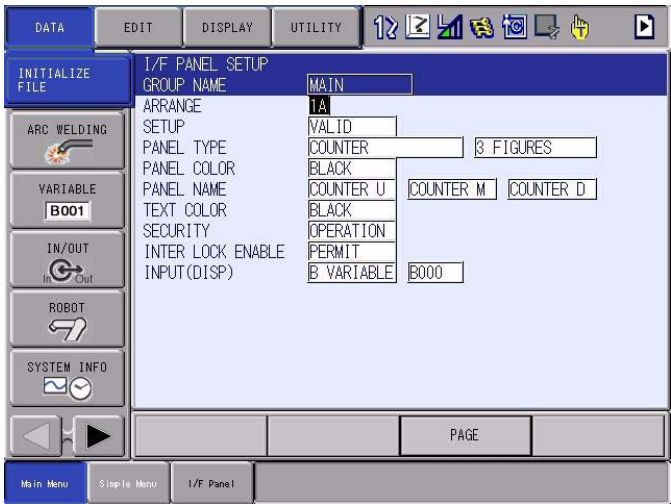 DATA EDIT DISPLAY UTILITY
INITIALIZE
FILE
ARC WELDING
VARIABLE
B001
IN/OUT
In Out
ROBOT
SYSTEM INFO
I/F PANEL SETUP
GROUP NAME MAIN
ARRANGE 1A
SETUP VALID
PANEL TYPE COUNTER 3 FIGURES
PANEL COLOR BLACK
PANEL NAME COUNTER U COUNTER M COUNTER D
TEXT COLOR BLACK
SECURITY OPERATION
INTER LOCK ENABLE PERMIT
INPUT(DISP) B VARIABLE B000
PAGE
Main Menu Simple Menu I/F Panel